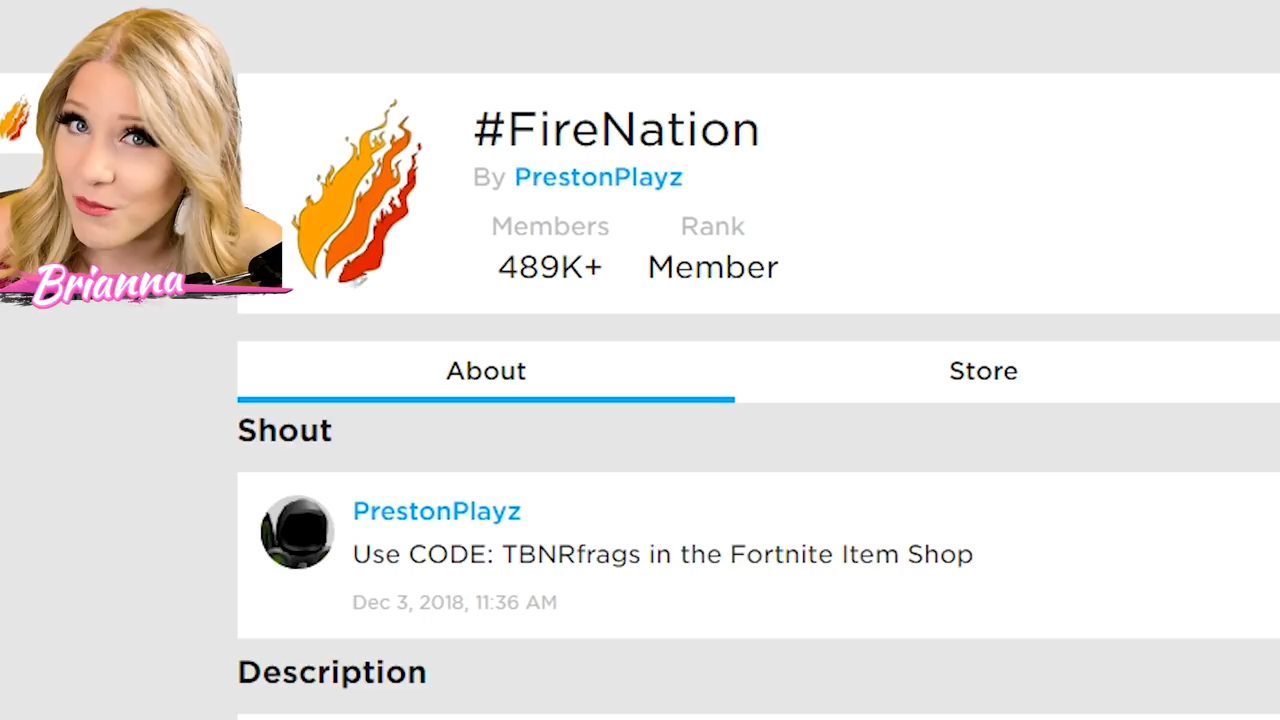 #FireNation
By PrestonPlayz
Members Rank
489K+ Member
Brianna
About Store
Shout
PrestonPlayz
Use CODE: TBNRfrags in the Fortnite Item Shop
Dec 3, 2018, 11:36 AM
Description